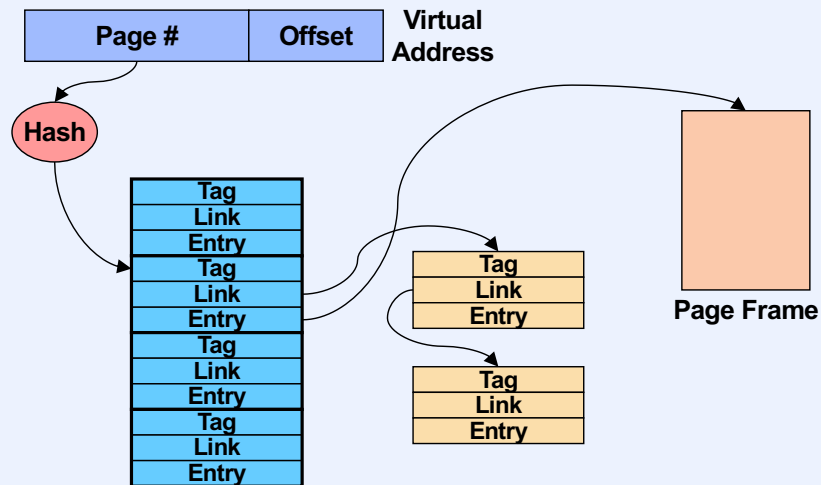 Page # Offset Virtual Address
Hash
Tag
Link
Entry
Tag
Link
Entry
Tag
Link
Entry
Tag
Link
Entry
Tag
Link
Entry
Tag
Link
Entry
Page Frame